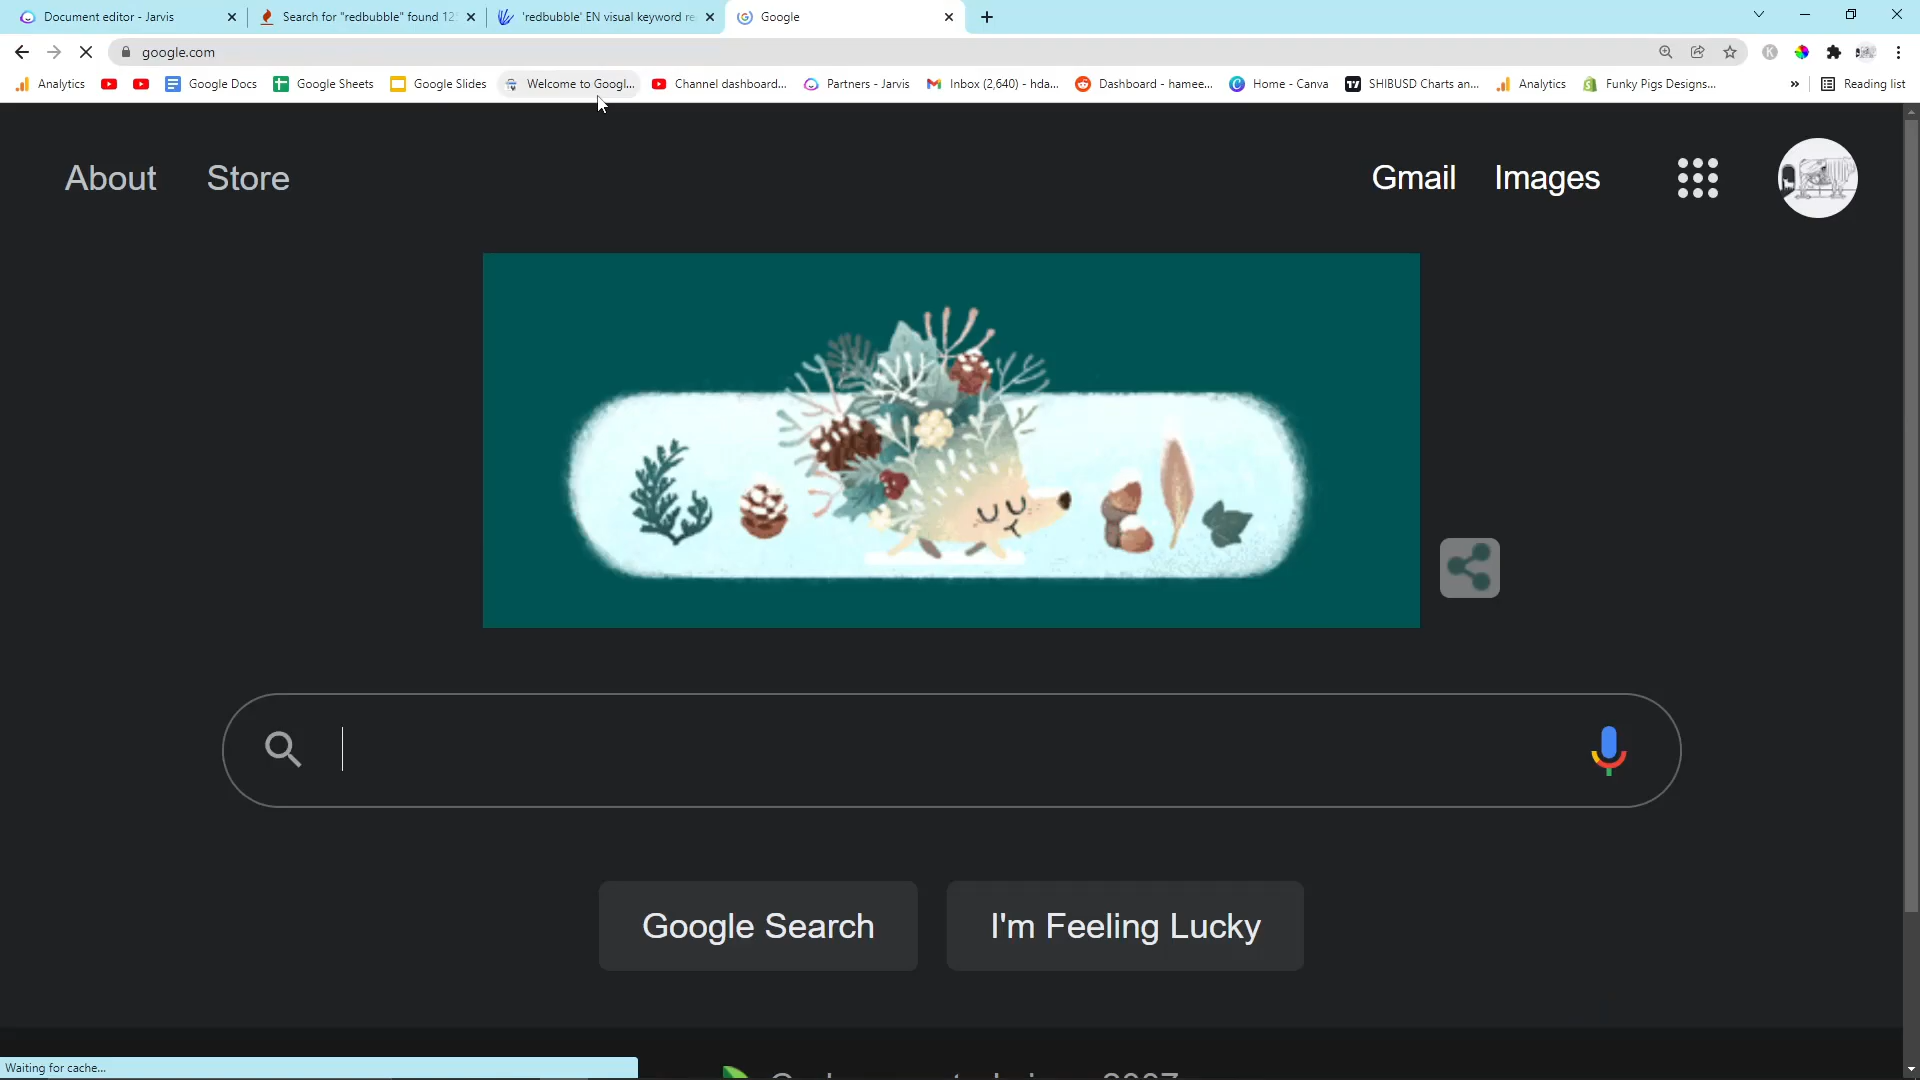 Document editor - Jarvis
Search for "redbubble" found 12
'redbubble' EN visual keyword re
Google
google.com
Analytics
Google Docs
Google Sheets
Google Slides
Welcome to Googl...
Channel dashboard...
Partners - Jarvis
Inbox (2,640) - hda...
Dashboard - hamee...
Home - Canva
SHIBUSD Charts an...
Analytics
Funky Pigs Designs...
»
Reading list
About
Store
Gmail
Images
Google Search
I'm Feeling Lucky
Waiting for cache...